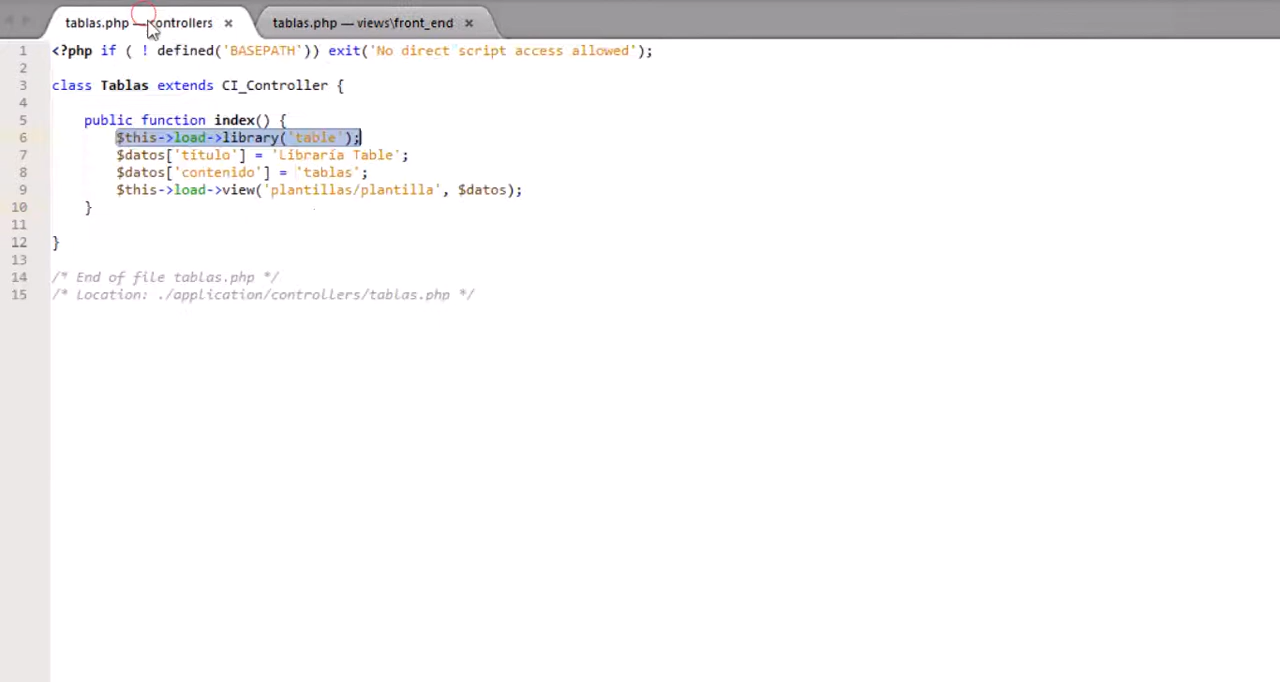 tablas.php — controllers × tablas.php — views\front_end ×
1 <?php if ( ! defined('BASEPATH')) exit('No direct script access allowed');
2
3 class Tablas extends CI_Controller {
4
5 public function index() {
6 $this->load->library('table');
7 $datos['titulo'] = 'Libraría Table';
8 $datos['contenido'] = 'tablas';
9 $this->load->view('plantillas/plantilla', $datos);
10 }
11
12 }
13
14 /* End of file tablas.php */
15 /* Location: ./application/controllers/tablas.php */